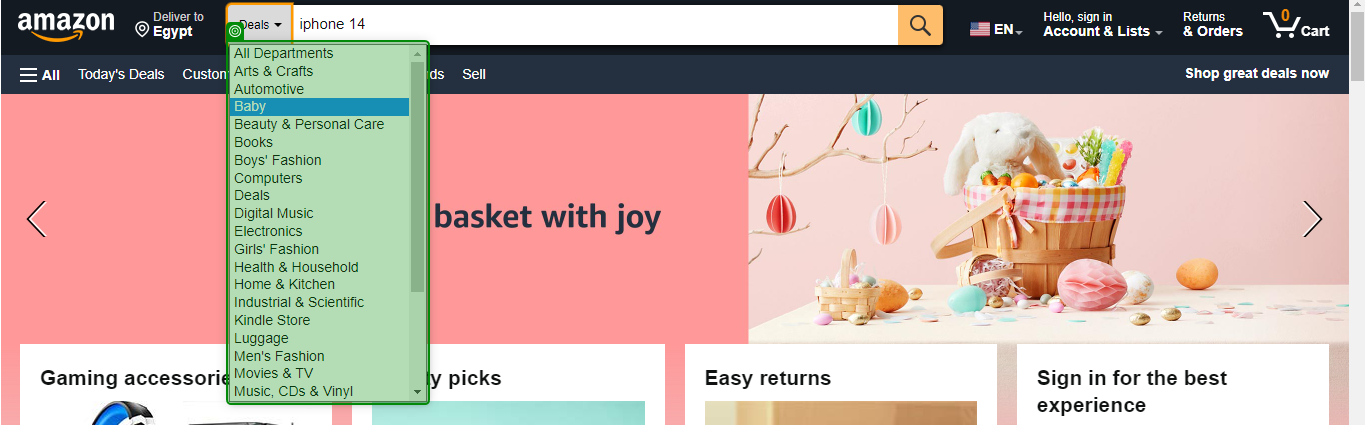 amazon
Deliver to
Egypt
Deals
iphone 14
EN
Hello, sign in
Account & Lists
Returns
& Orders
0
Cart
All
Today's Deals
Custo
ds
Sell
Shop great deals now
All Departments
Arts & Crafts
Automotive
Baby
Beauty & Personal Care
Books
Boys' Fashion
Computers
Deals
Digital Music
Electronics
Girls' Fashion
Health & Household
Home & Kitchen
Industrial & Scientific
Kindle Store
Luggage
Men's Fashion
Movies & TV
Music, CDs & Vinyl
basket with joy
Gaming accessorie
y picks
Easy returns
Sign in for the best
experience